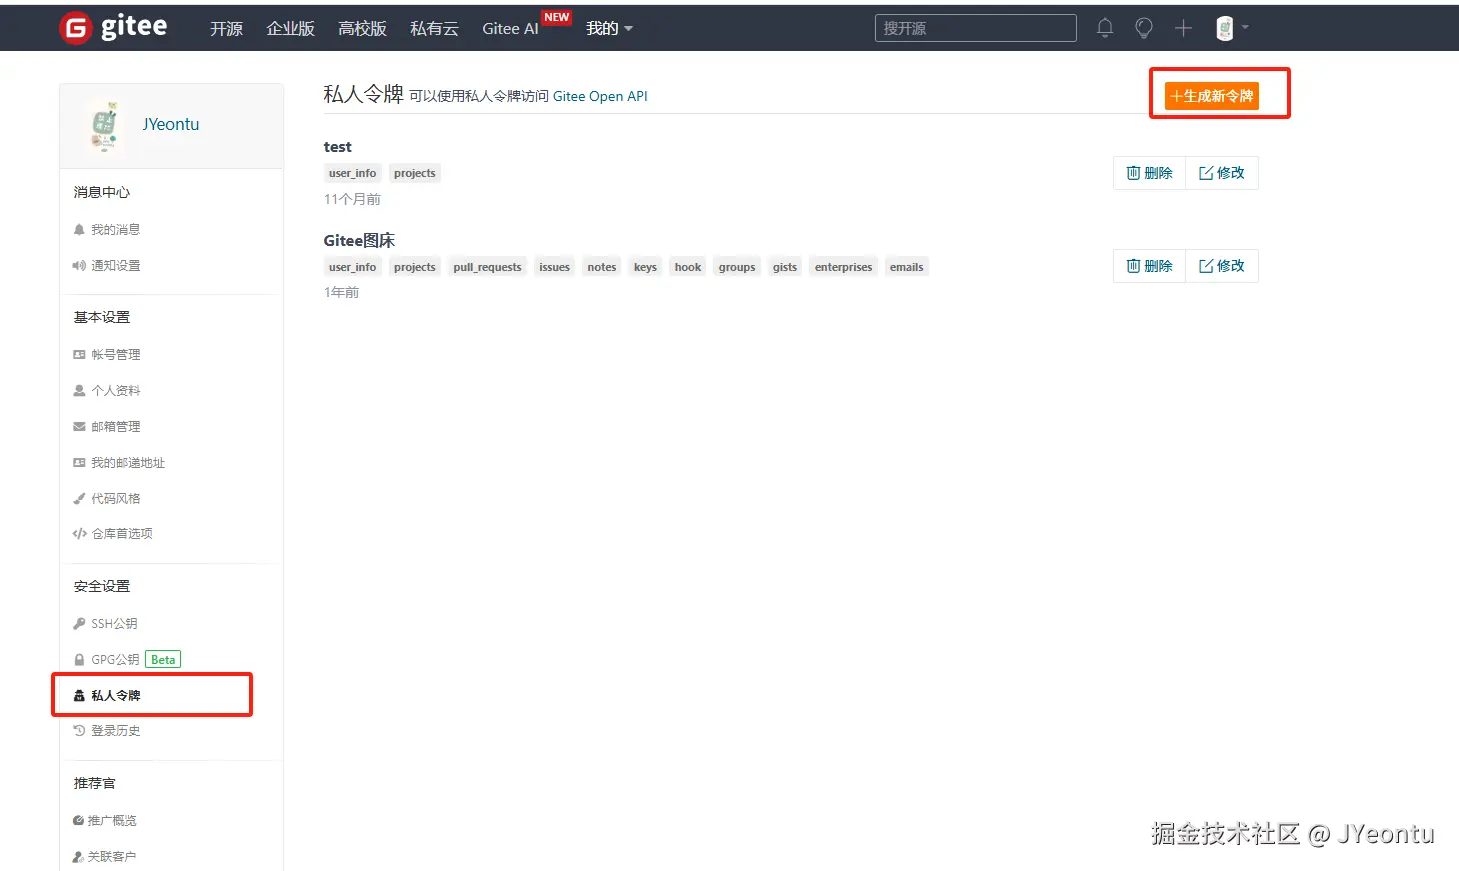 gitee 开源 企业版 高校版 私有云 Gitee AI NEW 我的 搜开源
JYeontu
消息中心
我的消息
通知设置
基本设置
帐号管理
个人资料
邮箱管理
我的邮递地址
代码风格
仓库首选项
安全设置
SSH公钥
GPG公钥 Beta
私人令牌
登录历史
推荐官
推广概览
关联客户
私人令牌 可以使用私人令牌访问 Gitee Open API
+生成新令牌
test
user_info projects
11个月前
删除 修改
Gitee图床
user_info projects pull_requests issues notes keys hook groups gists enterprises emails
1年前
删除 修改
掘金技术社区 @ JYeontu